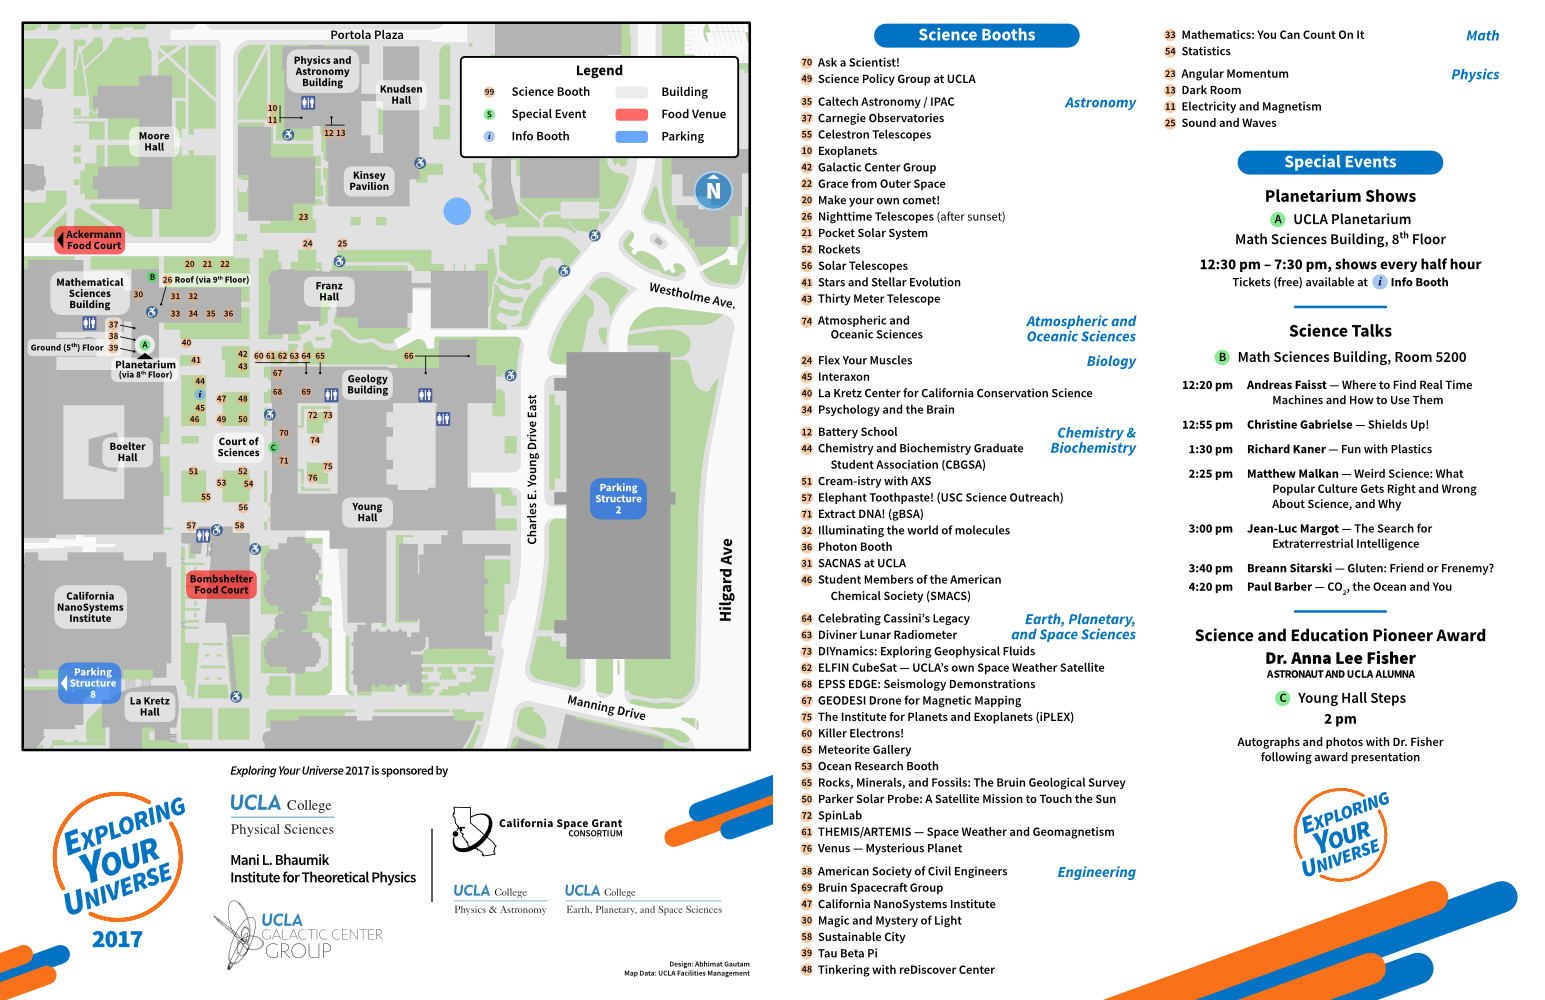 Portola Plaza
Physics and
Astronomy
Building
Knudsen
Hall
Moore
Hall
Kinsey
Pavilion
10
11
12 13
Legend
99 Science Booth
S Special Event
i Info Booth
Building
Food Venue
Parking
N
23
24
25
Ackermann
Food Court
20 21 22
B
26 Roof (via 9th Floor)
Mathematical
Sciences
Building
30
31 32
33 34 35 36
37
38
Ground (5th) Floor 39
A
Planetarium
(via 8th Floor)
Franz
Hall
Westholme Ave.
40
41
42
43
44
i
45
46
47 48
49 50
60 61 62 63 64 65
66
67
68
69
Geology
Building
72 73
74
75
76
70
71
C
Court of
Sciences
Boelter
Hall
51
52
53 54
55
56
57
58
Young
Hall
Charles E. Young Drive East
Parking
Structure
2
Hilgard Ave
Bombshelter
Food Court
California
NanoSystems
Institute
Parking
Structure
8
La Kretz
Hall
Manning Drive
Exploring Your Universe 2017 is sponsored by
EXPLORING
YOUR
UNIVERSE
2017
UCLA College
Physical Sciences
Mani L. Bhaumik
Institute for Theoretical Physics
UCLA
GALACTIC CENTER
GROUP
California Space Grant
CONSORTIUM
UCLA College
Physics & Astronomy
UCLA College
Earth, Planetary, and Space Sciences
Design: Abhimat Gautam
Map Data: UCLA Facilities Management
Science Booths
70 Ask a Scientist!
49 Science Policy Group at UCLA
Astronomy
35 Caltech Astronomy / IPAC
37 Carnegie Observatories
55 Celestron Telescopes
10 Exoplanets
42 Galactic Center Group
22 Grace from Outer Space
20 Make your own comet!
26 Nighttime Telescopes (after sunset)
21 Pocket Solar System
52 Rockets
56 Solar Telescopes
41 Stars and Stellar Evolution
43 Thirty Meter Telescope
Atmospheric and
Oceanic Sciences
74 Atmospheric and
Oceanic Sciences
Biology
24 Flex Your Muscles
45 Interaxon
40 La Kretz Center for California Conservation Science
34 Psychology and the Brain
Chemistry &
Biochemistry
12 Battery School
44 Chemistry and Biochemistry Graduate
Student Association (CBGSA)
51 Cream-istry with AXS
57 Elephant Toothpaste! (USC Science Outreach)
71 Extract DNA! (gBSA)
32 Illuminating the world of molecules
36 Photon Booth
31 SACNAS at UCLA
46 Student Members of the American
Chemical Society (SMACS)
Earth, Planetary,
and Space Sciences
64 Celebrating Cassini's Legacy
63 Diviner Lunar Radiometer
73 DIYnamics: Exploring Geophysical Fluids
62 ELFIN CubeSat — UCLA's own Space Weather Satellite
68 EPSS EDGE: Seismology Demonstrations
67 GEODESI Drone for Magnetic Mapping
75 The Institute for Planets and Exoplanets (iPLEX)
60 Killer Electrons!
65 Meteorite Gallery
53 Ocean Research Booth
65 Rocks, Minerals, and Fossils: The Bruin Geological Survey
50 Parker Solar Probe: A Satellite Mission to Touch the Sun
72 SpinLab
61 THEMIS/ARTEMIS — Space Weather and Geomagnetism
76 Venus — Mysterious Planet
Engineering
38 American Society of Civil Engineers
69 Bruin Spacecraft Group
47 California NanoSystems Institute
30 Magic and Mystery of Light
58 Sustainable City
39 Tau Beta Pi
48 Tinkering with reDiscover Center
Math
33 Mathematics: You Can Count On It
54 Statistics
Physics
23 Angular Momentum
13 Dark Room
11 Electricity and Magnetism
25 Sound and Waves
Special Events
Planetarium Shows
A UCLA Planetarium
Math Sciences Building, 8th Floor
12:30 pm – 7:30 pm, shows every half hour
Tickets (free) available at i Info Booth
Science Talks
B Math Sciences Building, Room 5200
12:20 pm Andreas Faisst — Where to Find Real Time
Machines and How to Use Them
12:55 pm Christine Gabrielse — Shields Up!
1:30 pm Richard Kaner — Fun with Plastics
2:25 pm Matthew Malkan — Weird Science: What
Popular Culture Gets Right and Wrong
About Science, and Why
3:00 pm Jean-Luc Margot — The Search for
Extraterrestrial Intelligence
3:40 pm Breann Sitarski — Gluten: Friend or Frenemy?
4:20 pm Paul Barber — CO2, the Ocean and You
Science and Education Pioneer Award
Dr. Anna Lee Fisher
ASTRONAUT AND UCLA ALUMNA
C Young Hall Steps
2 pm
Autographs and photos with Dr. Fisher
following award presentation
EXPLORING
YOUR
UNIVERSE